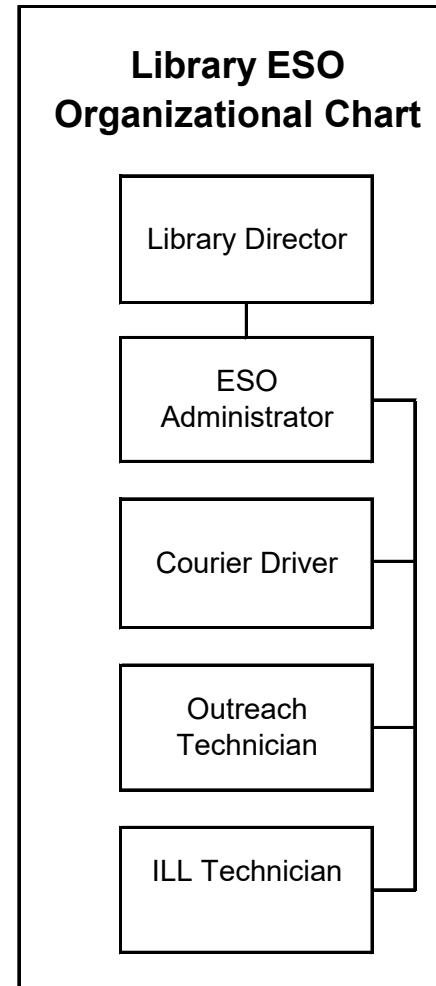 Library ESO
Organizational Chart
Library Director
ESO
Administrator
Courier Driver
Outreach
Technician
ILL Technician